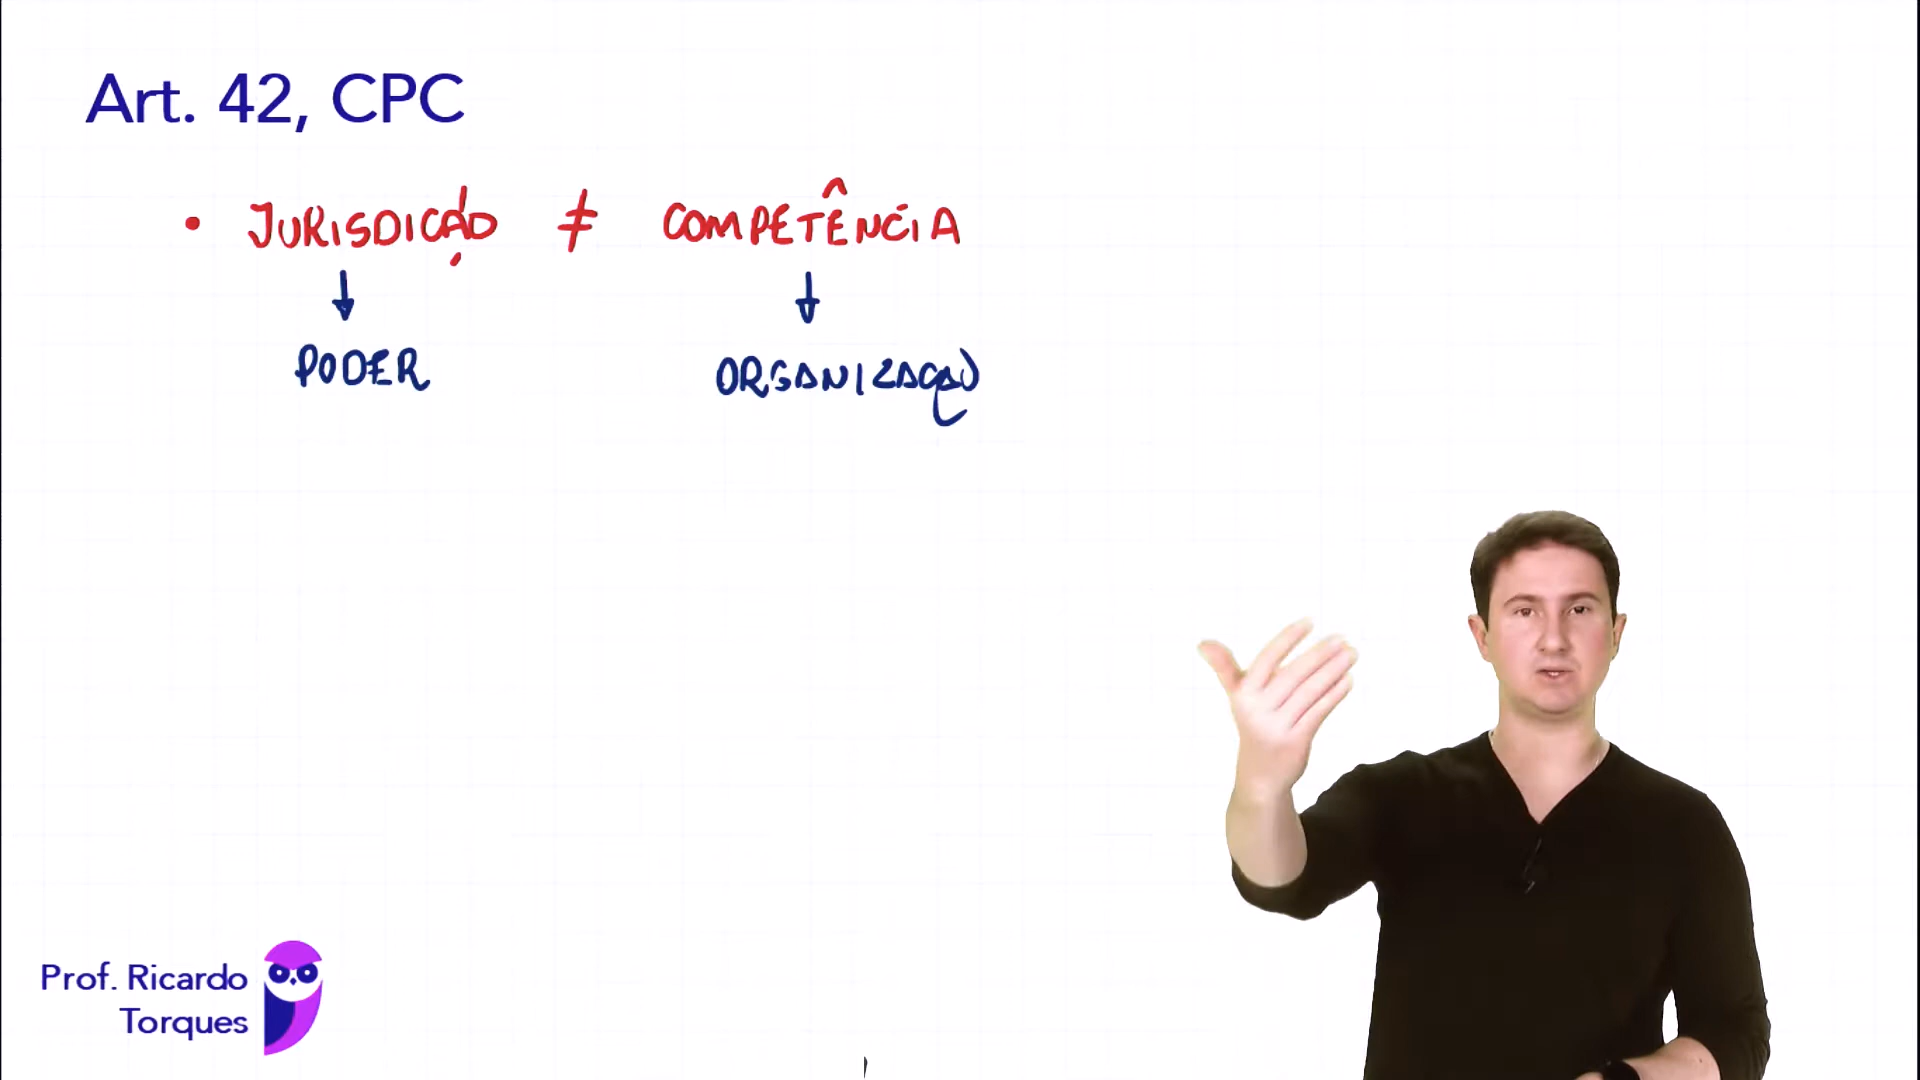 Art. 42, CPC
• JURISDIÇÃO ≠ COMPETÊNCIA
PODER ORGANIZAÇÃO
Prof. Ricardo
Torques